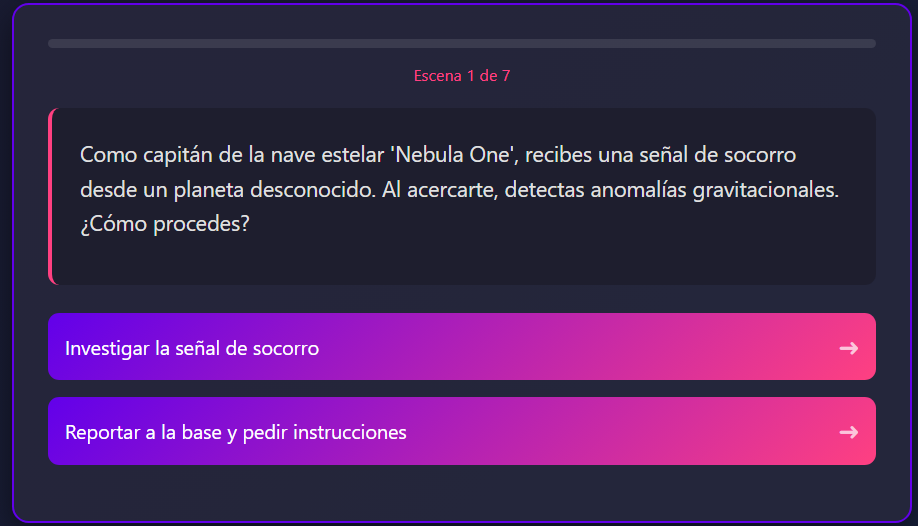 Escena 1 de 7
Como capitán de la nave estelar 'Nebula One', recibes una señal de socorro
desde un planeta desconocido. Al acercarte, detectas anomalías gravitacionales.
¿Cómo procedes?
Investigar la señal de socorro ➜
Reportar a la base y pedir instrucciones ➜